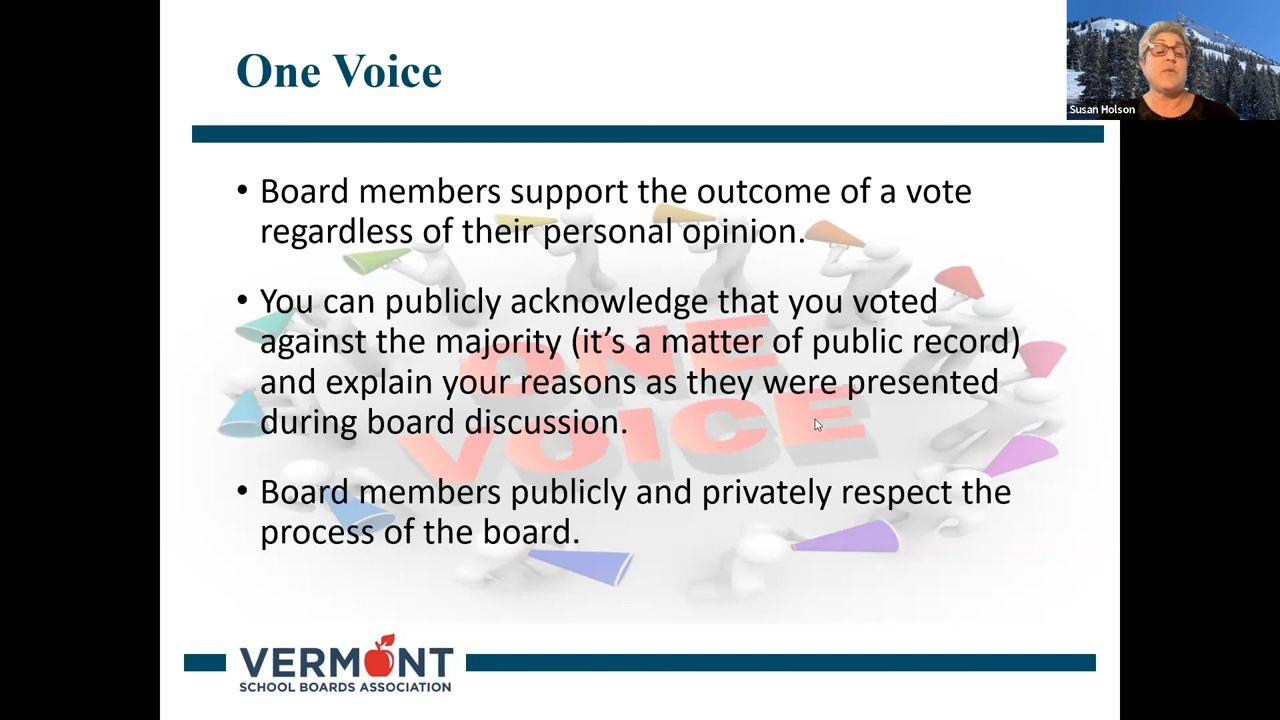 One Voice
Susan Holson
• Board members support the outcome of a vote
regardless of their personal opinion.
• You can publicly acknowledge that you voted
against the majority (it’s a matter of public record)
and explain your reasons as they were presented
during board discussion.
ONE
VOICE
• Board members publicly and privately respect the
process of the board.
VERMONT
SCHOOL BOARDS ASSOCIATION